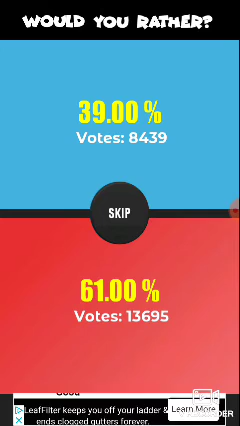 WOULD YOU RATHER?
39.00 %
Votes: 8439
SKIP
61.00 %
Votes: 13695
LeafFilter keeps you off your ladder &
ends clogged gutters forever.
Learn More